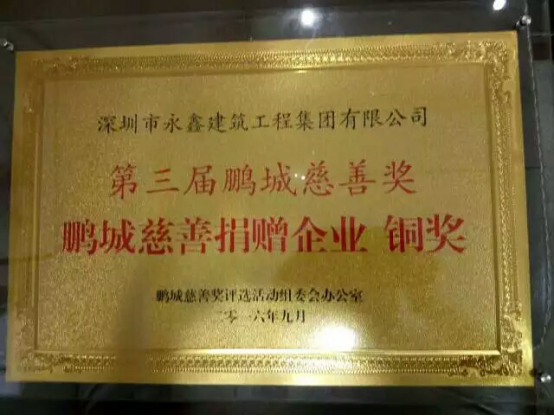 深圳市永鑫建筑工程集团有限公司
第三届鹏城慈善奖
鹏城慈善捐赠企业 铜奖
鹏城慈善奖评选活动组委会办公室
二零一六年九月